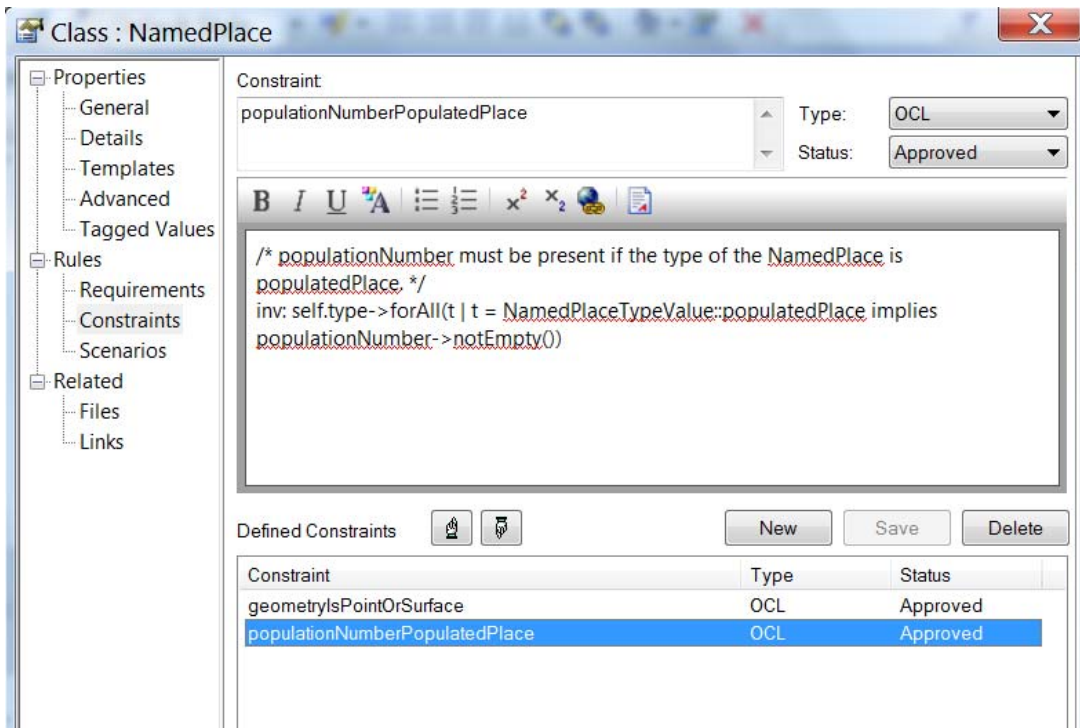 Class : NamedPlace
X
Properties
General
Details
Templates
Advanced
Tagged Values
Rules
Requirements
Constraints
Scenarios
Related
Files
Links
Constraint:
populationNumberPopulatedPlace
Type:
OCL
Status:
Approved
B I U A x² x₂
/* populationNumber must be present if the type of the NamedPlace is
populatedPlace. */
inv: self.type->forAll(t | t = NamedPlaceTypeValue::populatedPlace implies
populationNumber->notEmpty())
Defined Constraints
New
Save
Delete
Constraint Type Status
geometryIsPointOrSurface OCL Approved
populationNumberPopulatedPlace OCL Approved